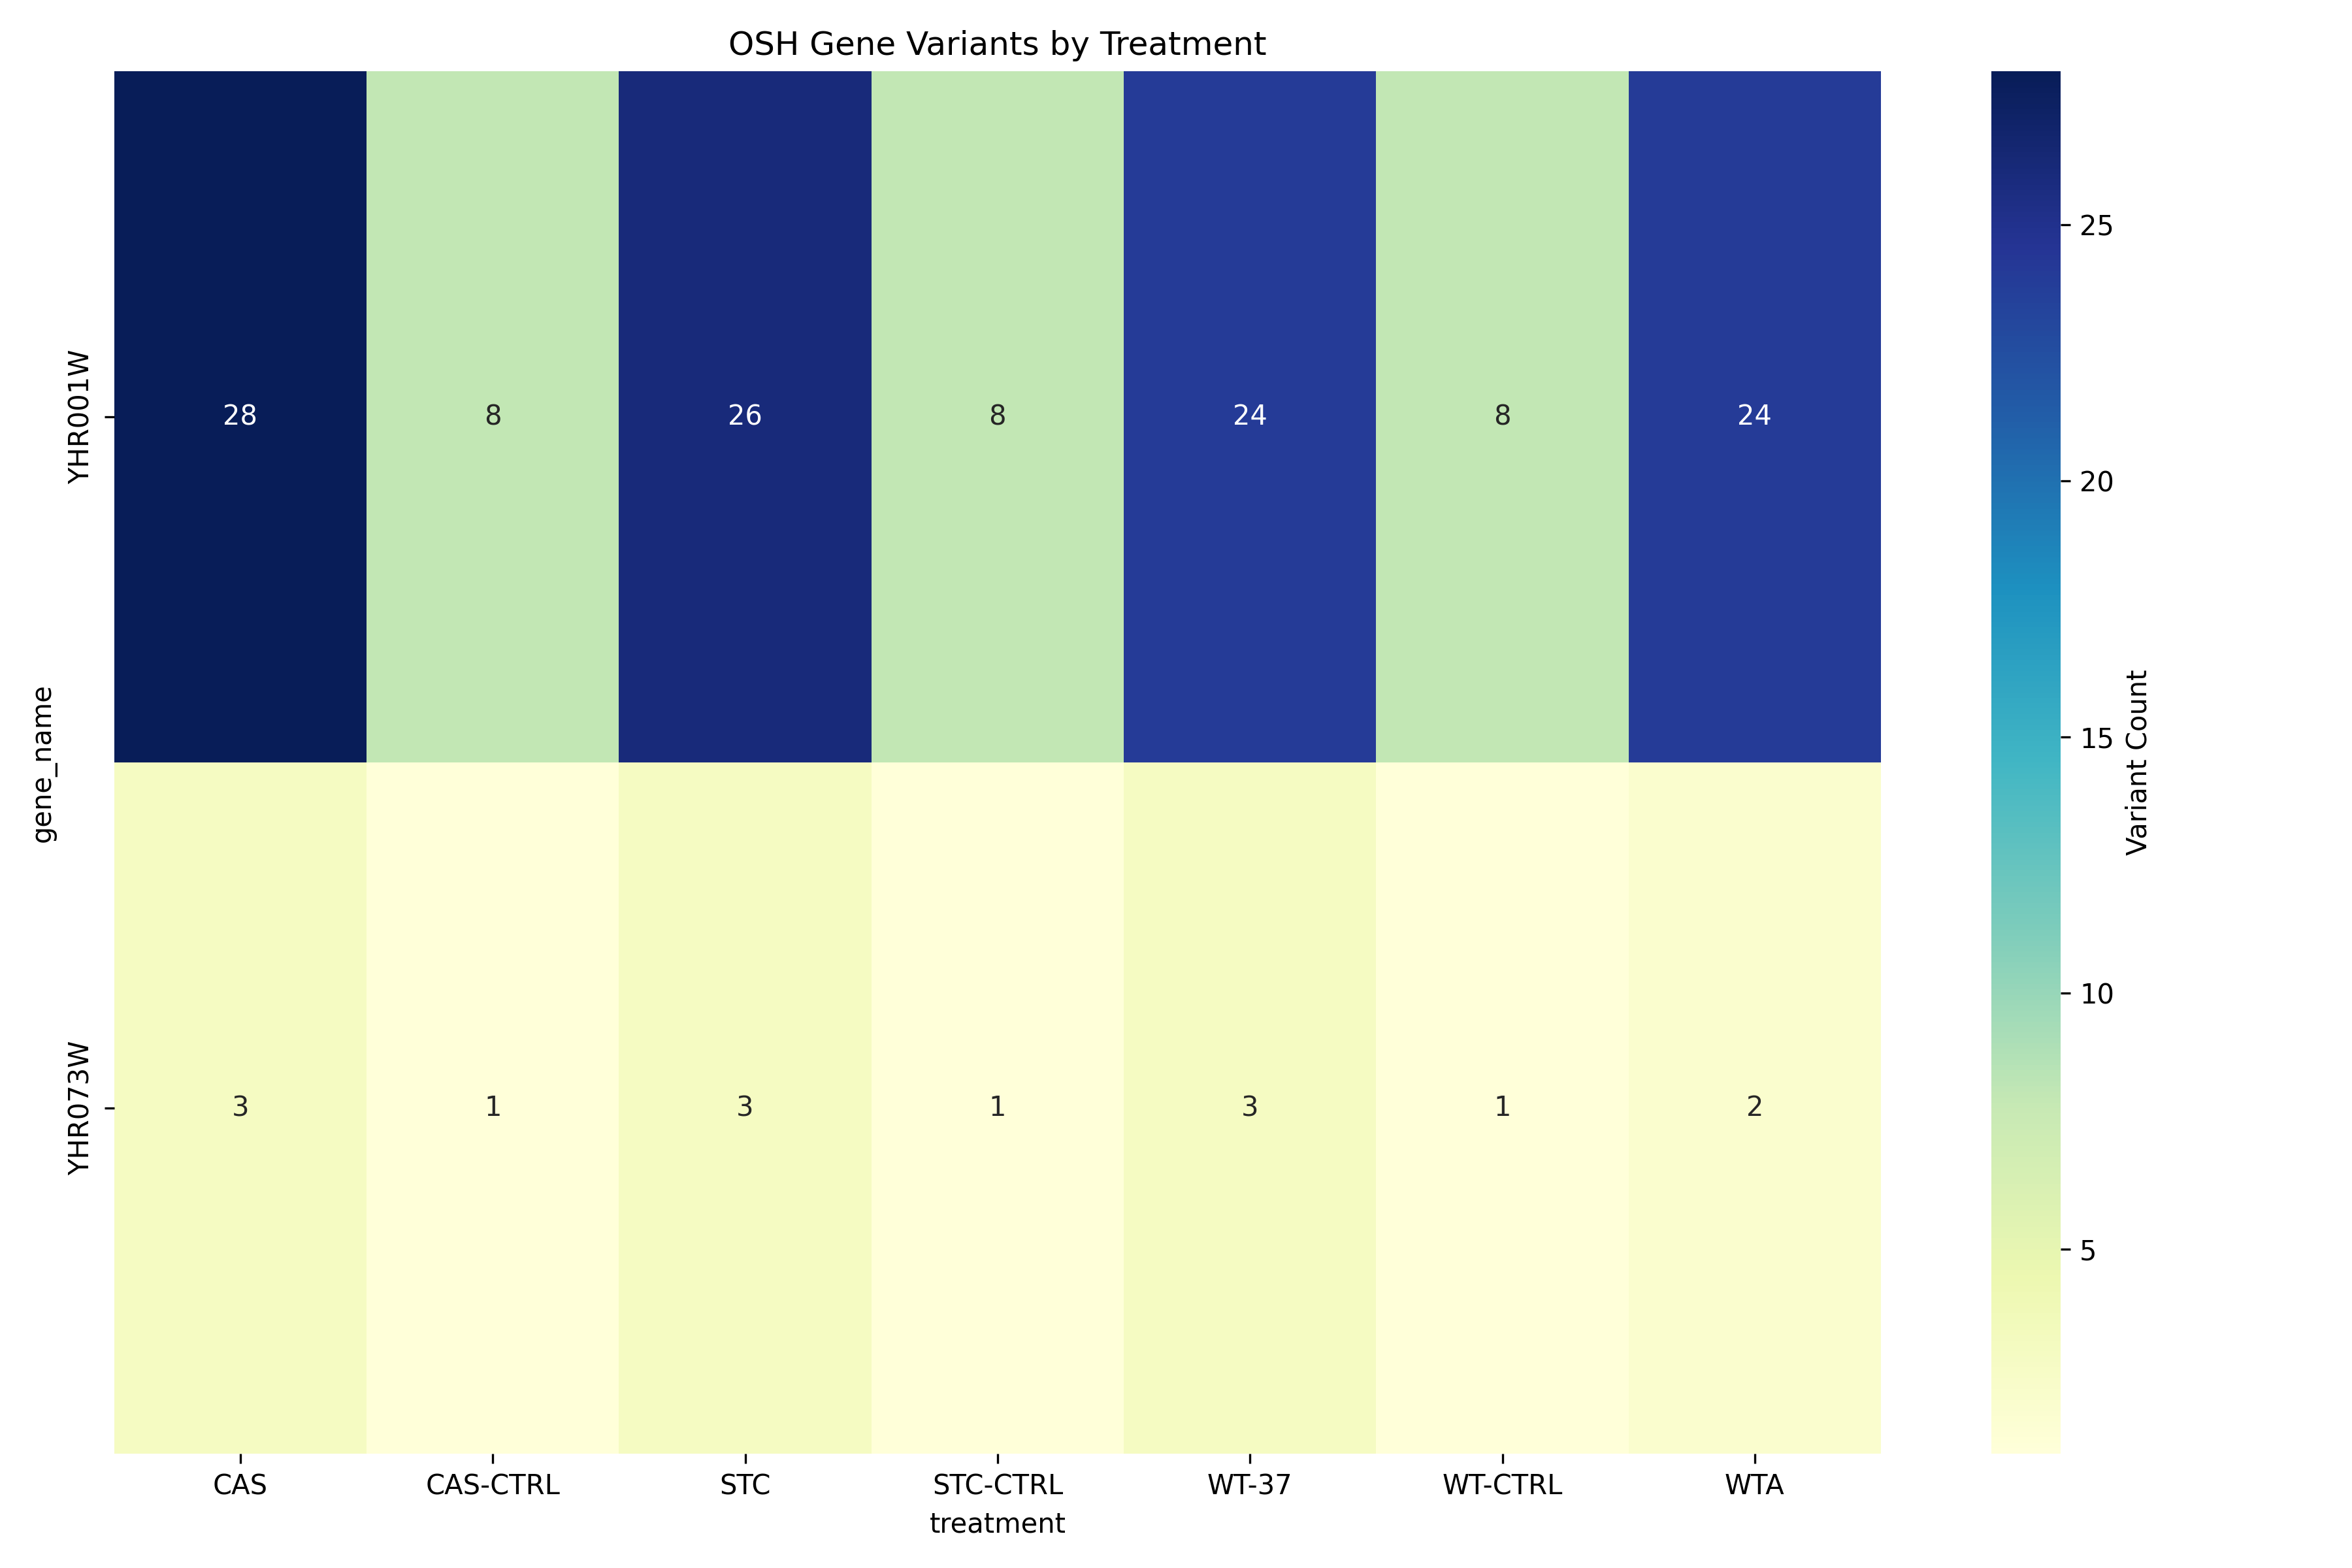 OSH Gene Variants by Treatment
gene_name
YHR001W
28 8 26 8 24 8 24
YHR073W
3 1 3 1 3 1 2
CAS CAS-CTRL STC STC-CTRL WT-37 WT-CTRL WTA
treatment
25
20
15
10
5
Variant Count